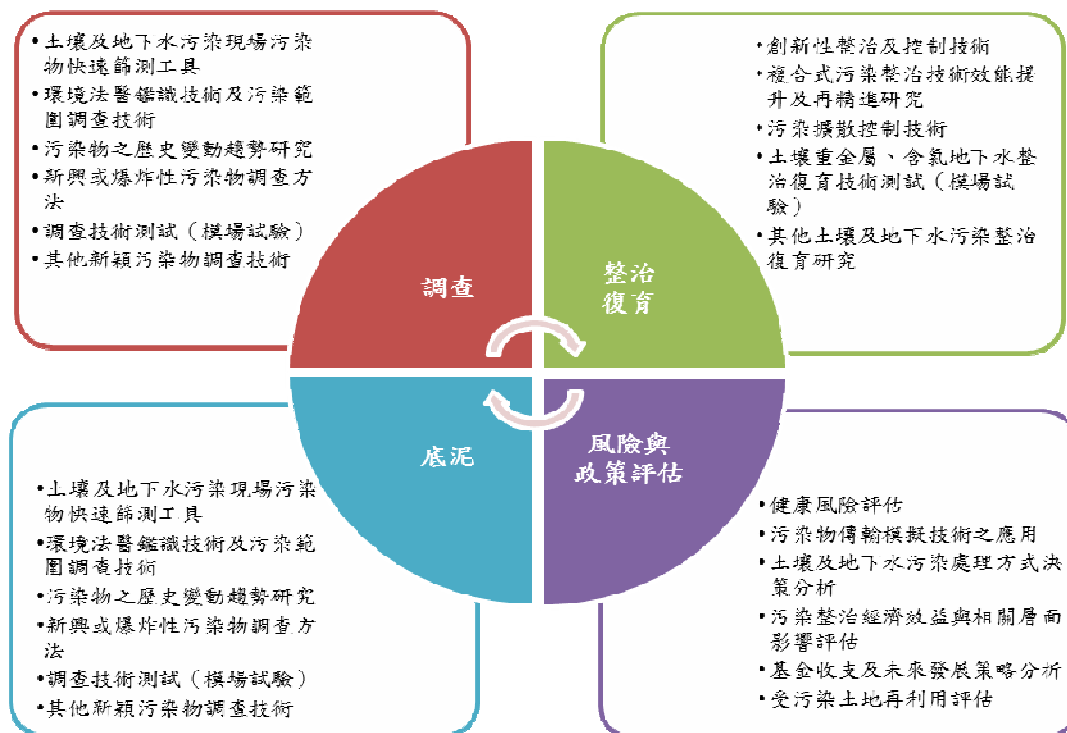 •土壤及地下水污染現場污染
物快速篩測工具
•環境法醫鑑識技術及污染範
圍調查技術
•污染物之歷史變動趨勢研究
•新興或爆炸性污染物調查方
法
•調查技術測試（模場試驗）
•其他新穎污染物調查技術
•創新性整治及控制技術
•複合式污染整治技術效能提
升及再精進研究
•污染擴散控制技術
•土壤重金屬、含氯地下水整
治復育技術測試（模場試
驗）
•其他土壤及地下水污染整治
復育研究
調查
整治
復育
底泥
風險與
政策評估
•土壤及地下水污染現場污染
物快速篩測工具
•環境法醫鑑識技術及污染範
圍調查技術
•污染物之歷史變動趨勢研究
•新興或爆炸性污染物調查方
法
•調查技術測試（模場試驗）
•其他新穎污染物調查技術
•健康風險評估
•污染物傳輸模擬技術之應用
•土壤及地下水污染處理方式決
策分析
•污染整治經濟效益與相關層面
影響評估
•基金收支及未來發展策略分析
•受污染土地再利用評估